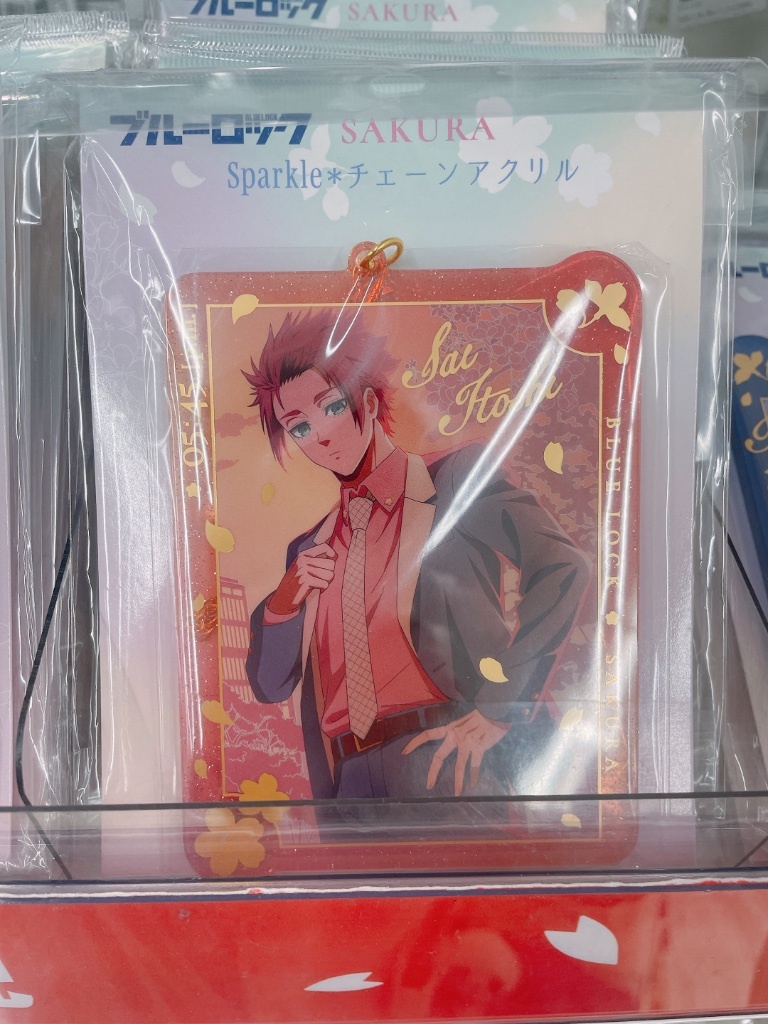 ブルーロック SAKURA
ブルーロック SAKURA
Sparkle*チェーンアクリル
Sae Itoshi
05:45 p.m.
BLUE LOCK SAKURA